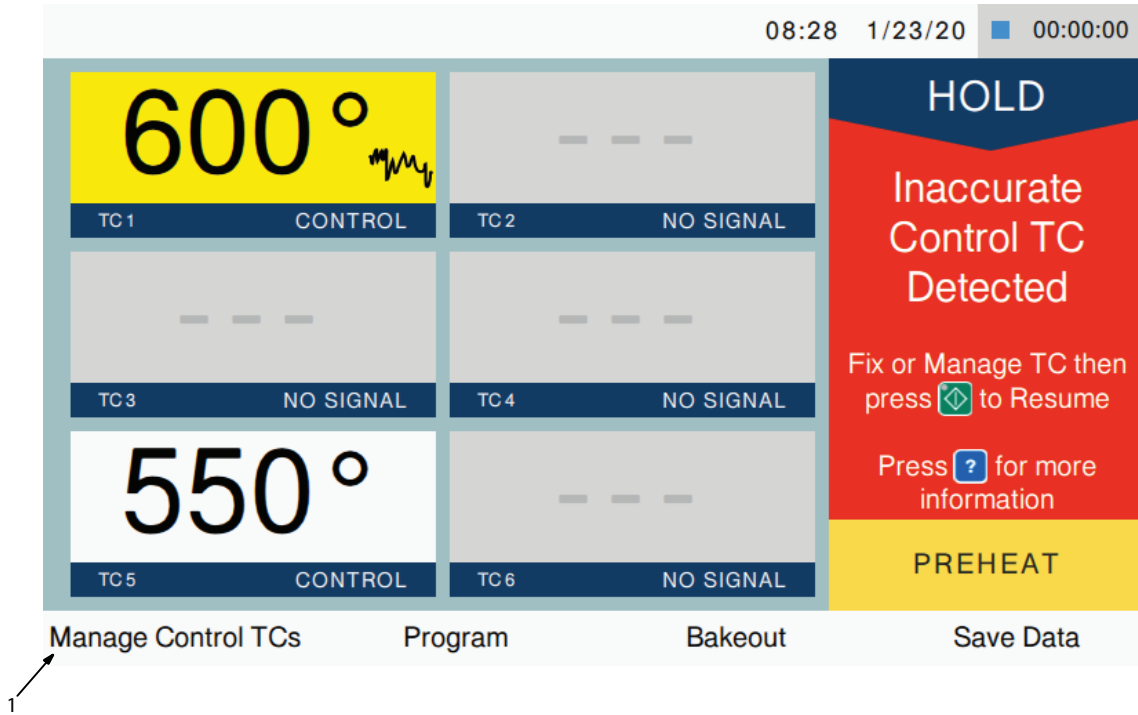 08:28 1/23/20 00:00:00
600°
TC1 CONTROL
--- 
TC2 NO SIGNAL
---
TC3 NO SIGNAL
---
TC4 NO SIGNAL
550°
TC5 CONTROL
---
TC6 NO SIGNAL
HOLD
Inaccurate
Control TC
Detected
Fix or Manage TC then
press to Resume
Press ? for more
information
PREHEAT
Manage Control TCs Program Bakeout Save Data
1